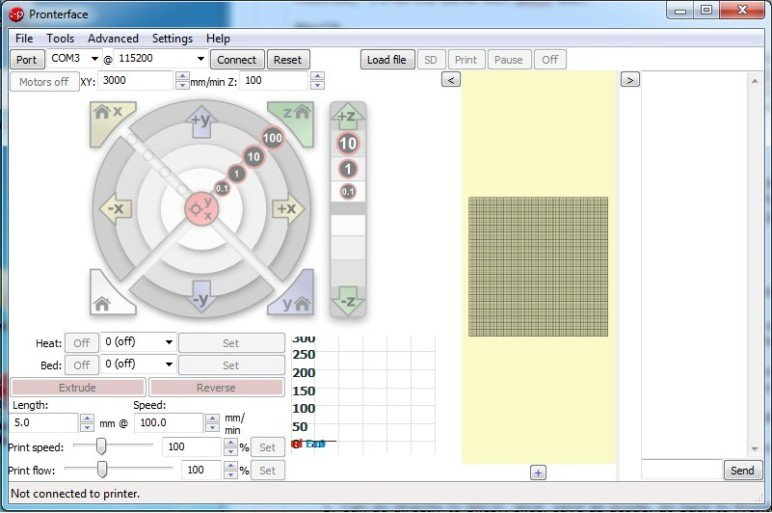 Pronterface
File Tools Advanced Settings Help
Port COM3 @ 115200 Connect Reset Load file SD Print Pause Off
Motors off XY: 3000 mm/min Z: 100 < >
x +y z +z
100 10
10 1
1 0.1
0.1
-x y x +x
-y y -z
Heat: Off 0 (off) Set
Bed: Off 0 (off) Set
Extrude Reverse
Length: Speed:
5.0 mm @ 100.0 mm/
min
Print speed: 100 % Set
Print flow: 100 % Set
300
250
200
150
100
50
0
+
Send
Not connected to printer.